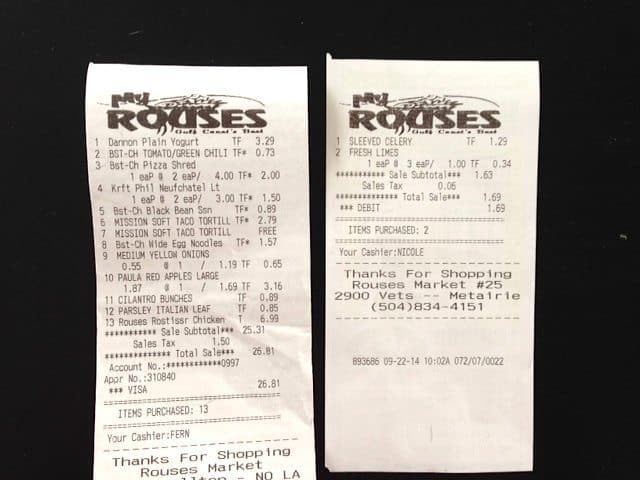 My
ROUSES
Gulf Coast's Best
1 Dannon Plain Yogurt TF 3.29
2 BST-CH TOMATO/GREEN CHILI TF* 0.73
3 Bst-Ch Pizza Shred
1 eaP @ 2 eaP/ 4.00 TF* 2.00
4 Krft Phil Neufchatel Lt
1 eaP @ 2 eaP/ 3.00 TF* 1.50
5 Bst-Ch Black Bean Ssn TF* 0.89
6 MISSION SOFT TACO TORTILL TF* 2.79
7 MISSION SOFT TACO TORTILL FREE
8 Bst-Ch Wide Egg Noodles TF* 1.57
9 MEDIUM YELLOW ONIONS
0.55 @ 1 / 1.19 TF 0.65
10 PAULA RED APPLES LARGE
1.87 @ 1 / 1.69 TF 3.16
11 CILANTRO BUNCHES TF 0.89
12 PARSLEY ITALIAN LEAF TF 0.85
13 Rouses Rostissr Chicken T 6.99
*********** Sale Subtotal*** 25.31
Sales Tax 1.50
************** Total Sale*** 26.81
Account No.:************0997
Appr No.:310840
*** VISA 26.81
ITEMS PURCHASED: 13
Your Cashier:FERN
Thanks For Shopping
Rouses Market
- NO LA
My
ROUSES
Gulf Coast's Best
1 SLEEVED CELERY TF 1.29
2 FRESH LIMES
1 eaP @ 3 eaP/ 1.00 TF 0.34
*********** Sale Subtotal*** 1.63
Sales Tax 0.06
************** Total Sale*** 1.69
*** DEBIT 1.69
ITEMS PURCHASED: 2
Your Cashier:NICOLE
Thanks For Shopping
Rouses Market #25
2900 Vets -- Metairie
(504)834-4151
893686 09-22-14 10:02A 072/07/0022